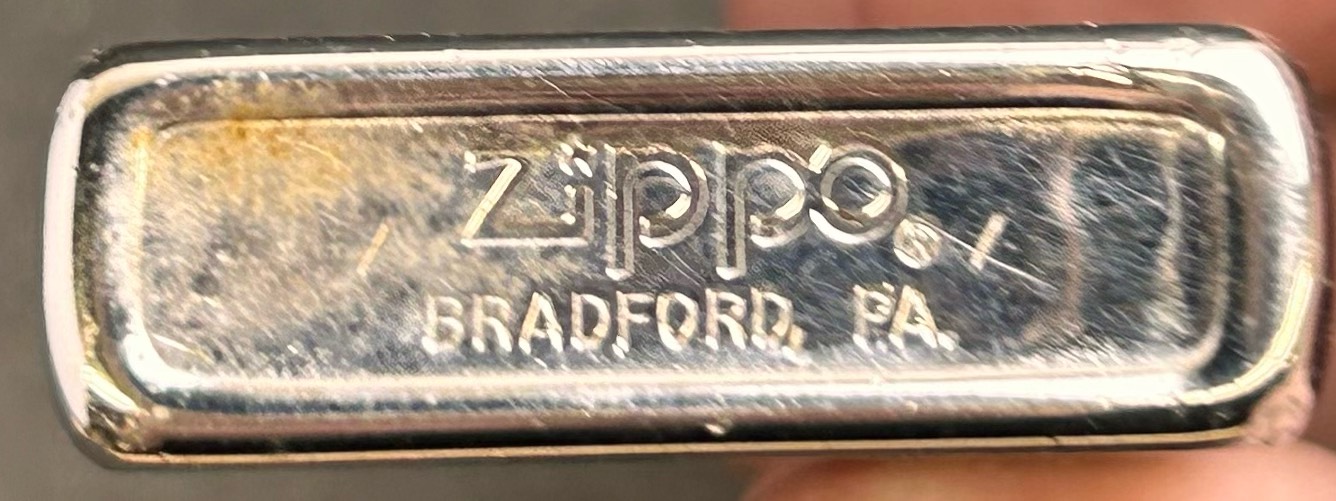 / Zippo® /
BRADFORD, PA.